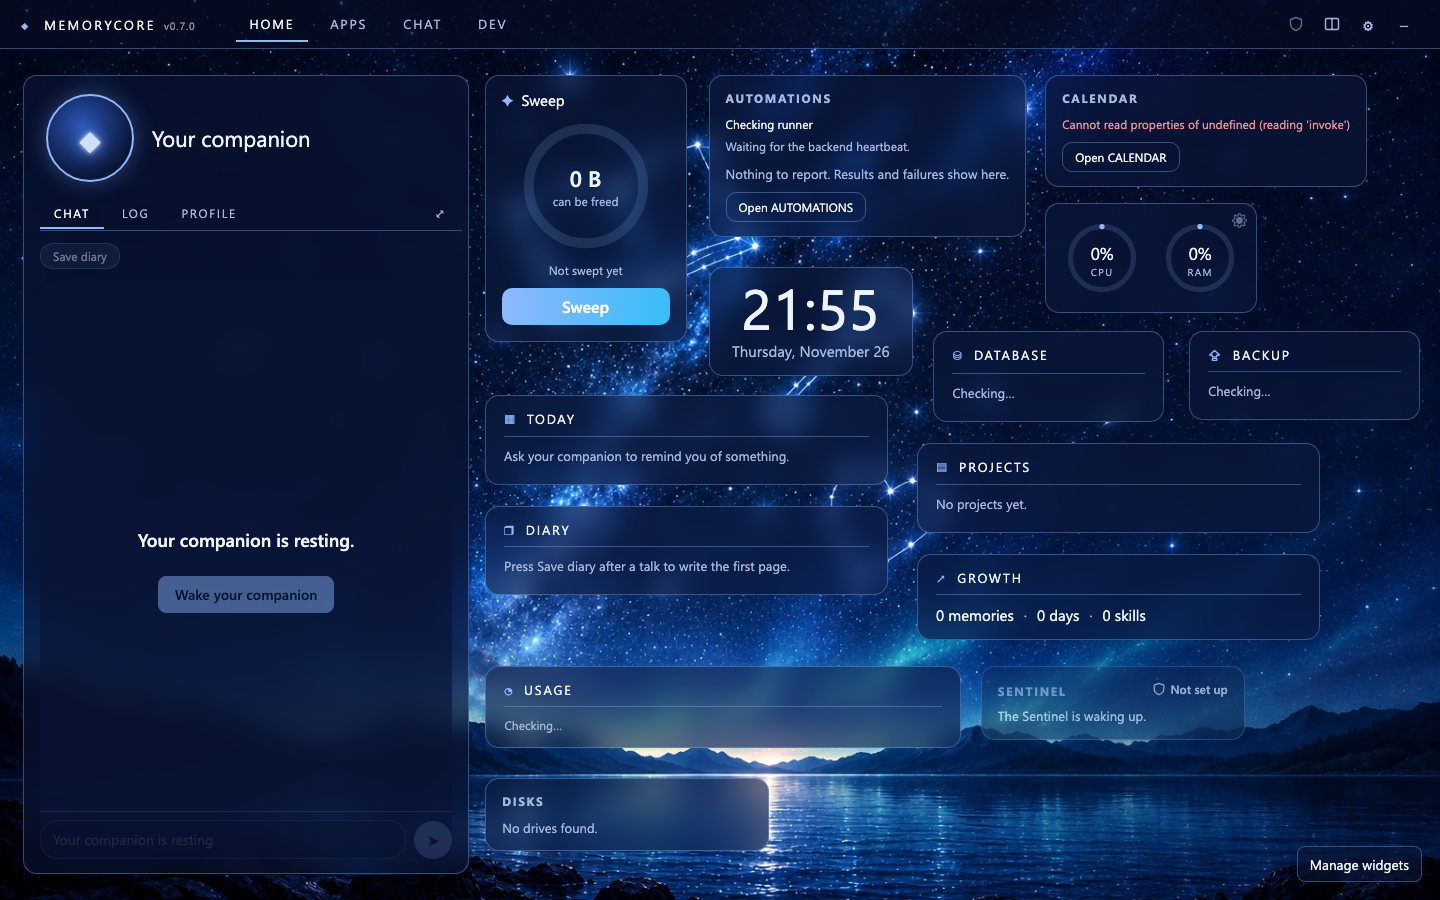 MEMORYCORE v0.7.0
HOME
APPS
CHAT
DEV
Your companion
CHAT
LOG
PROFILE
Save diary
Your companion is resting.
Wake your companion
Your companion is resting
Sweep
0 B
can be freed
Not swept yet
Sweep
AUTOMATIONS
Checking runner
Waiting for the backend heartbeat.
Nothing to report. Results and failures show here.
Open AUTOMATIONS
CALENDAR
Cannot read properties of undefined (reading 'invoke')
Open CALENDAR
0%
CPU
0%
RAM
21:55
Thursday, November 26
DATABASE
Checking...
BACKUP
Checking...
TODAY
Ask your companion to remind you of something.
PROJECTS
No projects yet.
DIARY
Press Save diary after a talk to write the first page.
GROWTH
0 memories · 0 days · 0 skills
USAGE
Checking...
SENTINEL
Not set up
The Sentinel is waking up.
DISKS
No drives found.
Manage widgets